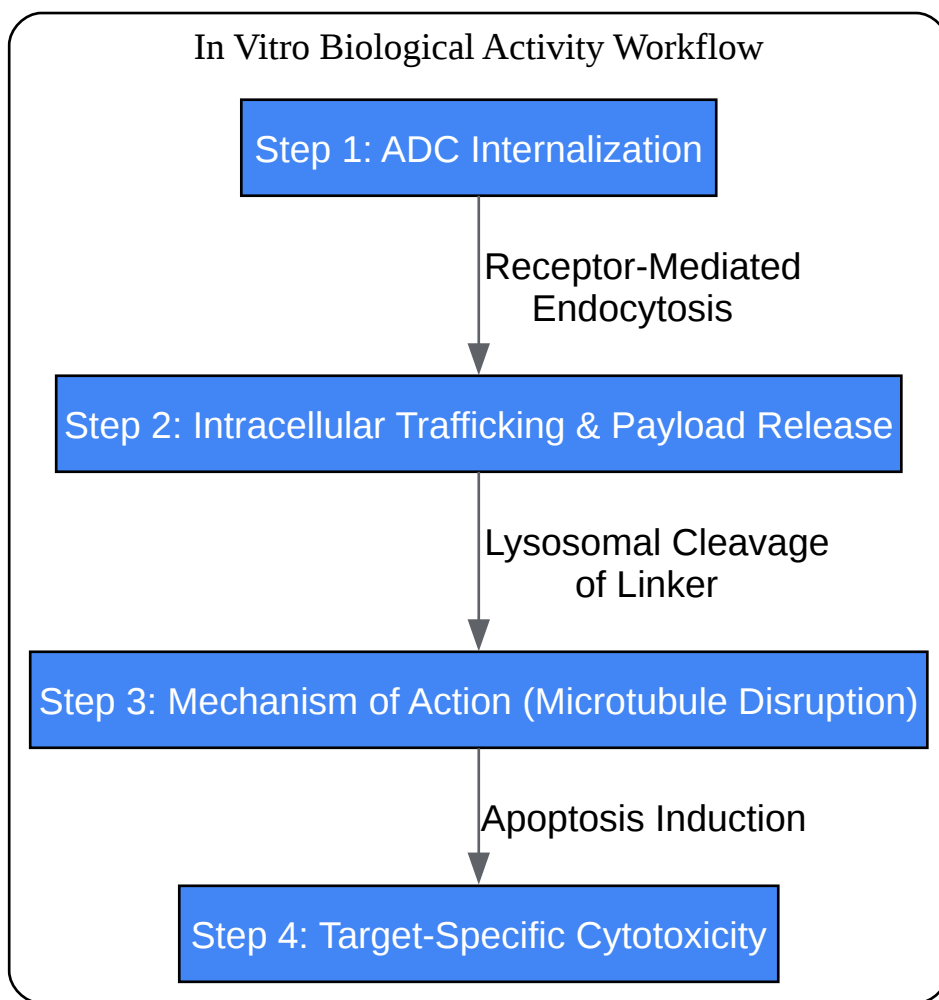 In Vitro Biological Activity Workflow
Step 1: ADC Internalization
Receptor-Mediated
Endocytosis
Step 2: Intracellular Trafficking & Payload Release
Lysosomal Cleavage
of Linker
Step 3: Mechanism of Action (Microtubule Disruption)
Apoptosis Induction
Step 4: Target-Specific Cytotoxicity